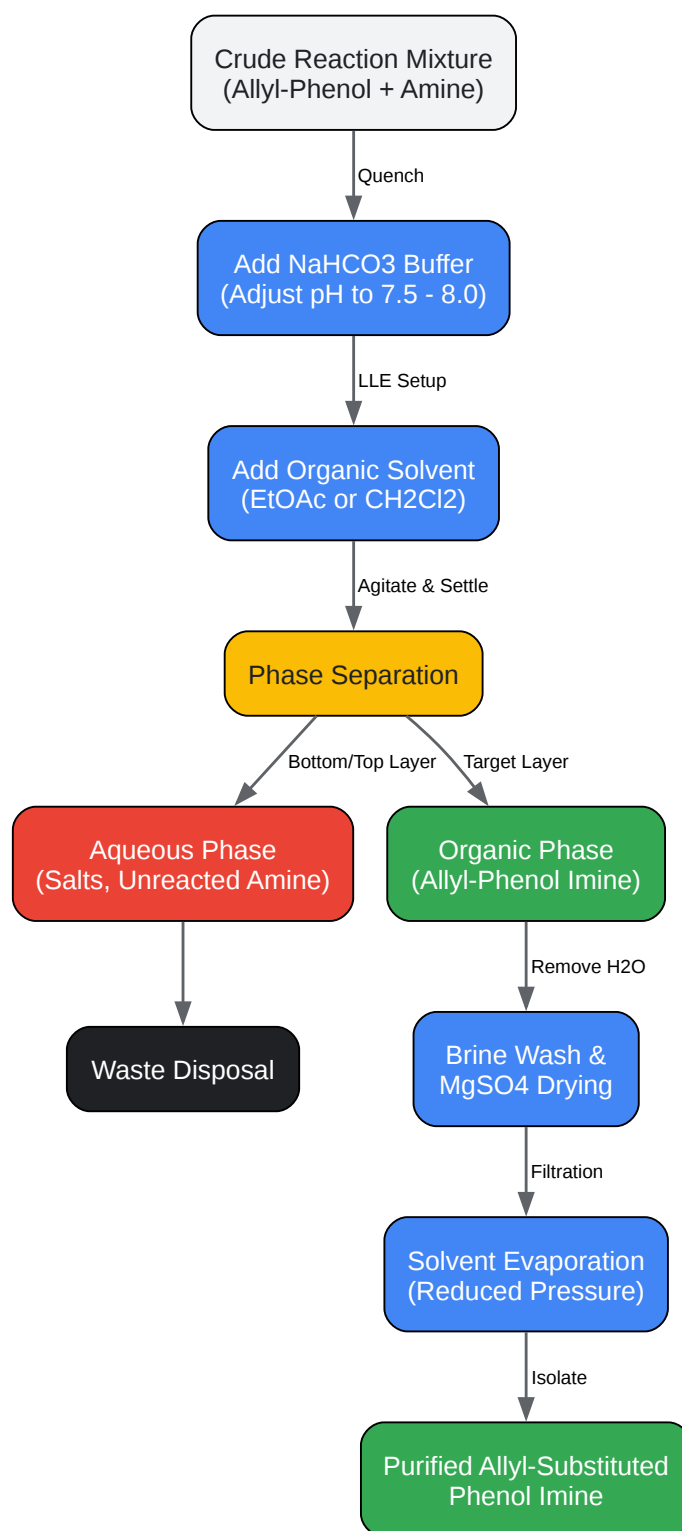 Crude Reaction Mixture
(Allyl-Phenol + Amine)
Quench
Add NaHCO3 Buffer
(Adjust pH to 7.5 - 8.0)
LLE Setup
Add Organic Solvent
(EtOAc or CH2Cl2)
Agitate & Settle
Phase Separation
Bottom/Top Layer
Target Layer
Aqueous Phase
(Salts, Unreacted Amine)
Organic Phase
(Allyl-Phenol Imine)
Remove H2O
Waste Disposal
Brine Wash &
MgSO4 Drying
Filtration
Solvent Evaporation
(Reduced Pressure)
Isolate
Purified Allyl-Substituted
Phenol Imine